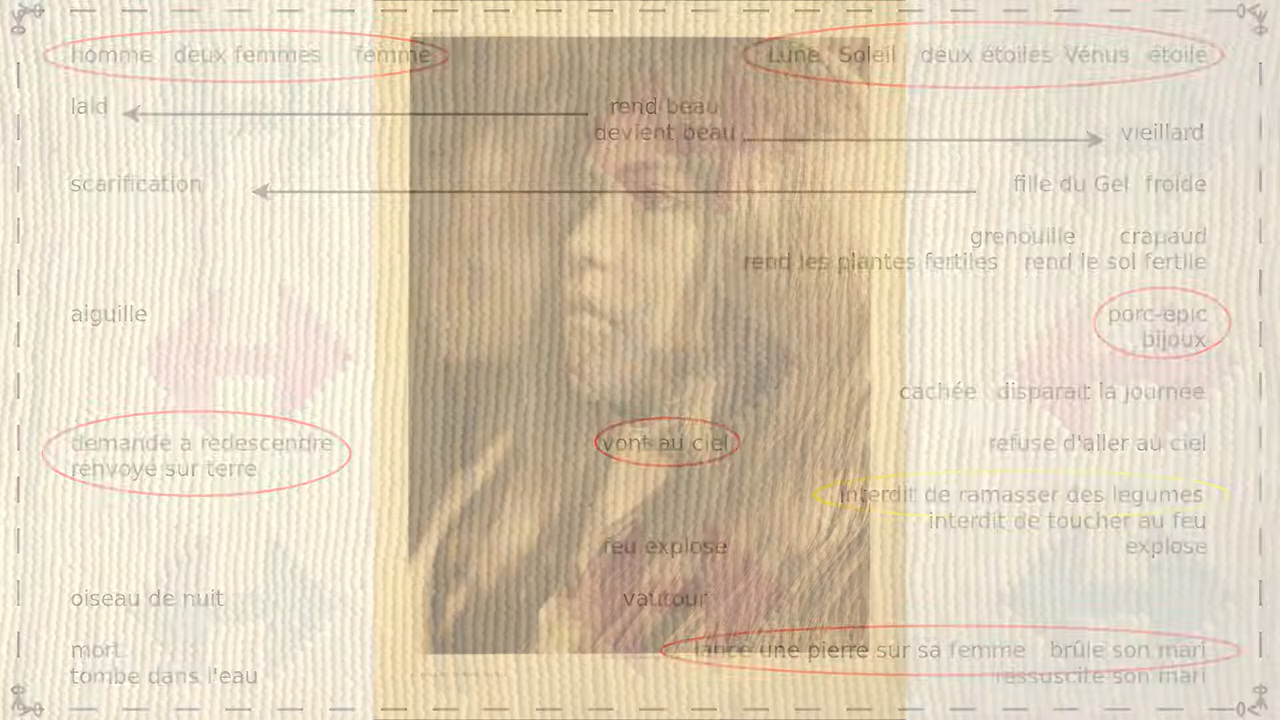 homme deux femmes femme Lune Soleil deux étoiles Vénus étoile
laid rend beau
devient beau vieillard
scarification fille du Gel froide
grenouille crapaud
rend les plantes fertiles rend le sol fertile
aiguille porc-épic
bijoux
cachée disparait la journée
demande à redescendre vont au ciel refuse d'aller au ciel
renvoyé sur terre
interdit de ramasser des légumes
interdit de toucher au feu
feu explose explose
oiseau de nuit vautour
mort lance une pierre sur sa femme brûle son mari
tombe dans l'eau ressuscite son mari